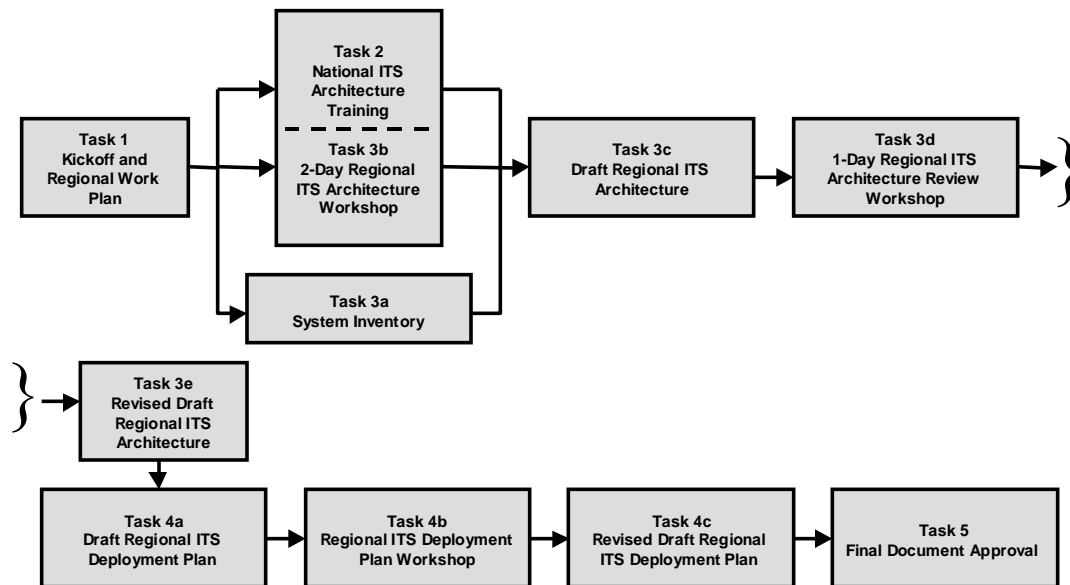 Task 1
Kickoff and
Regional Work
Plan
Task 2
National ITS
Architecture
Training
Task 3b
2-Day Regional
ITS Architecture
Workshop
Task 3a
System Inventory
Task 3c
Draft Regional ITS
Architecture
Task 3d
1-Day Regional ITS
Architecture Review
Workshop
}
}
Task 3e
Revised Draft
Regional ITS
Architecture
Task 4a
Draft Regional ITS
Deployment Plan
Task 4b
Regional ITS Deployment
Plan Workshop
Task 4c
Revised Draft Regional
ITS Deployment Plan
Task 5
Final Document Approval